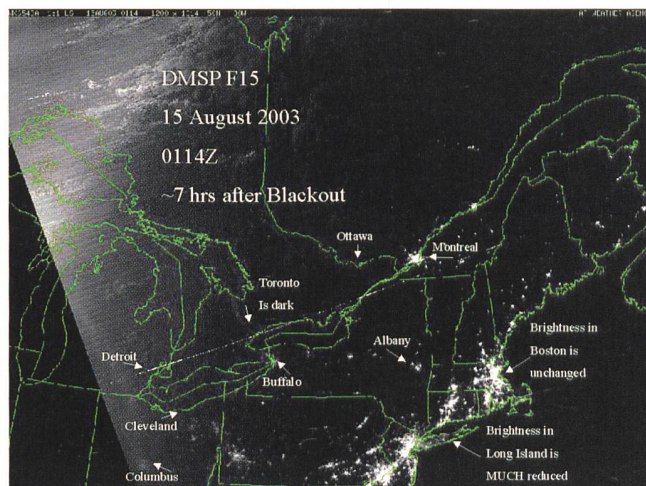 DMSP F15
15 August 2003
0114Z
~7 hrs after Blackout
Ottawa
Montreal
Toronto
Is dark
Detroit
Buffalo
Albany
Brightness in
Boston is
unchanged
Cleveland
Columbus
Brightness in
Long Island is
MUCH reduced